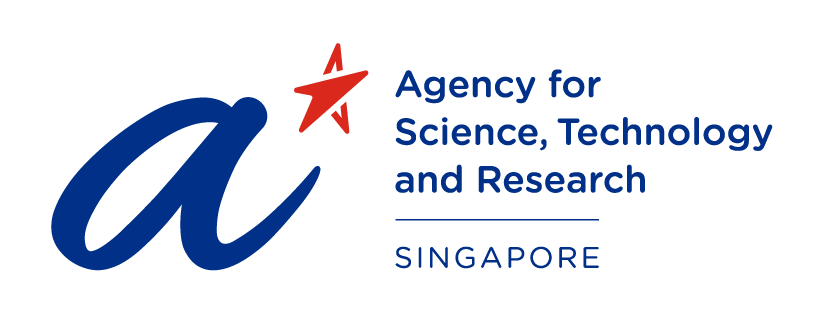 a
Agency for
Science, Technology
and Research
SINGAPORE